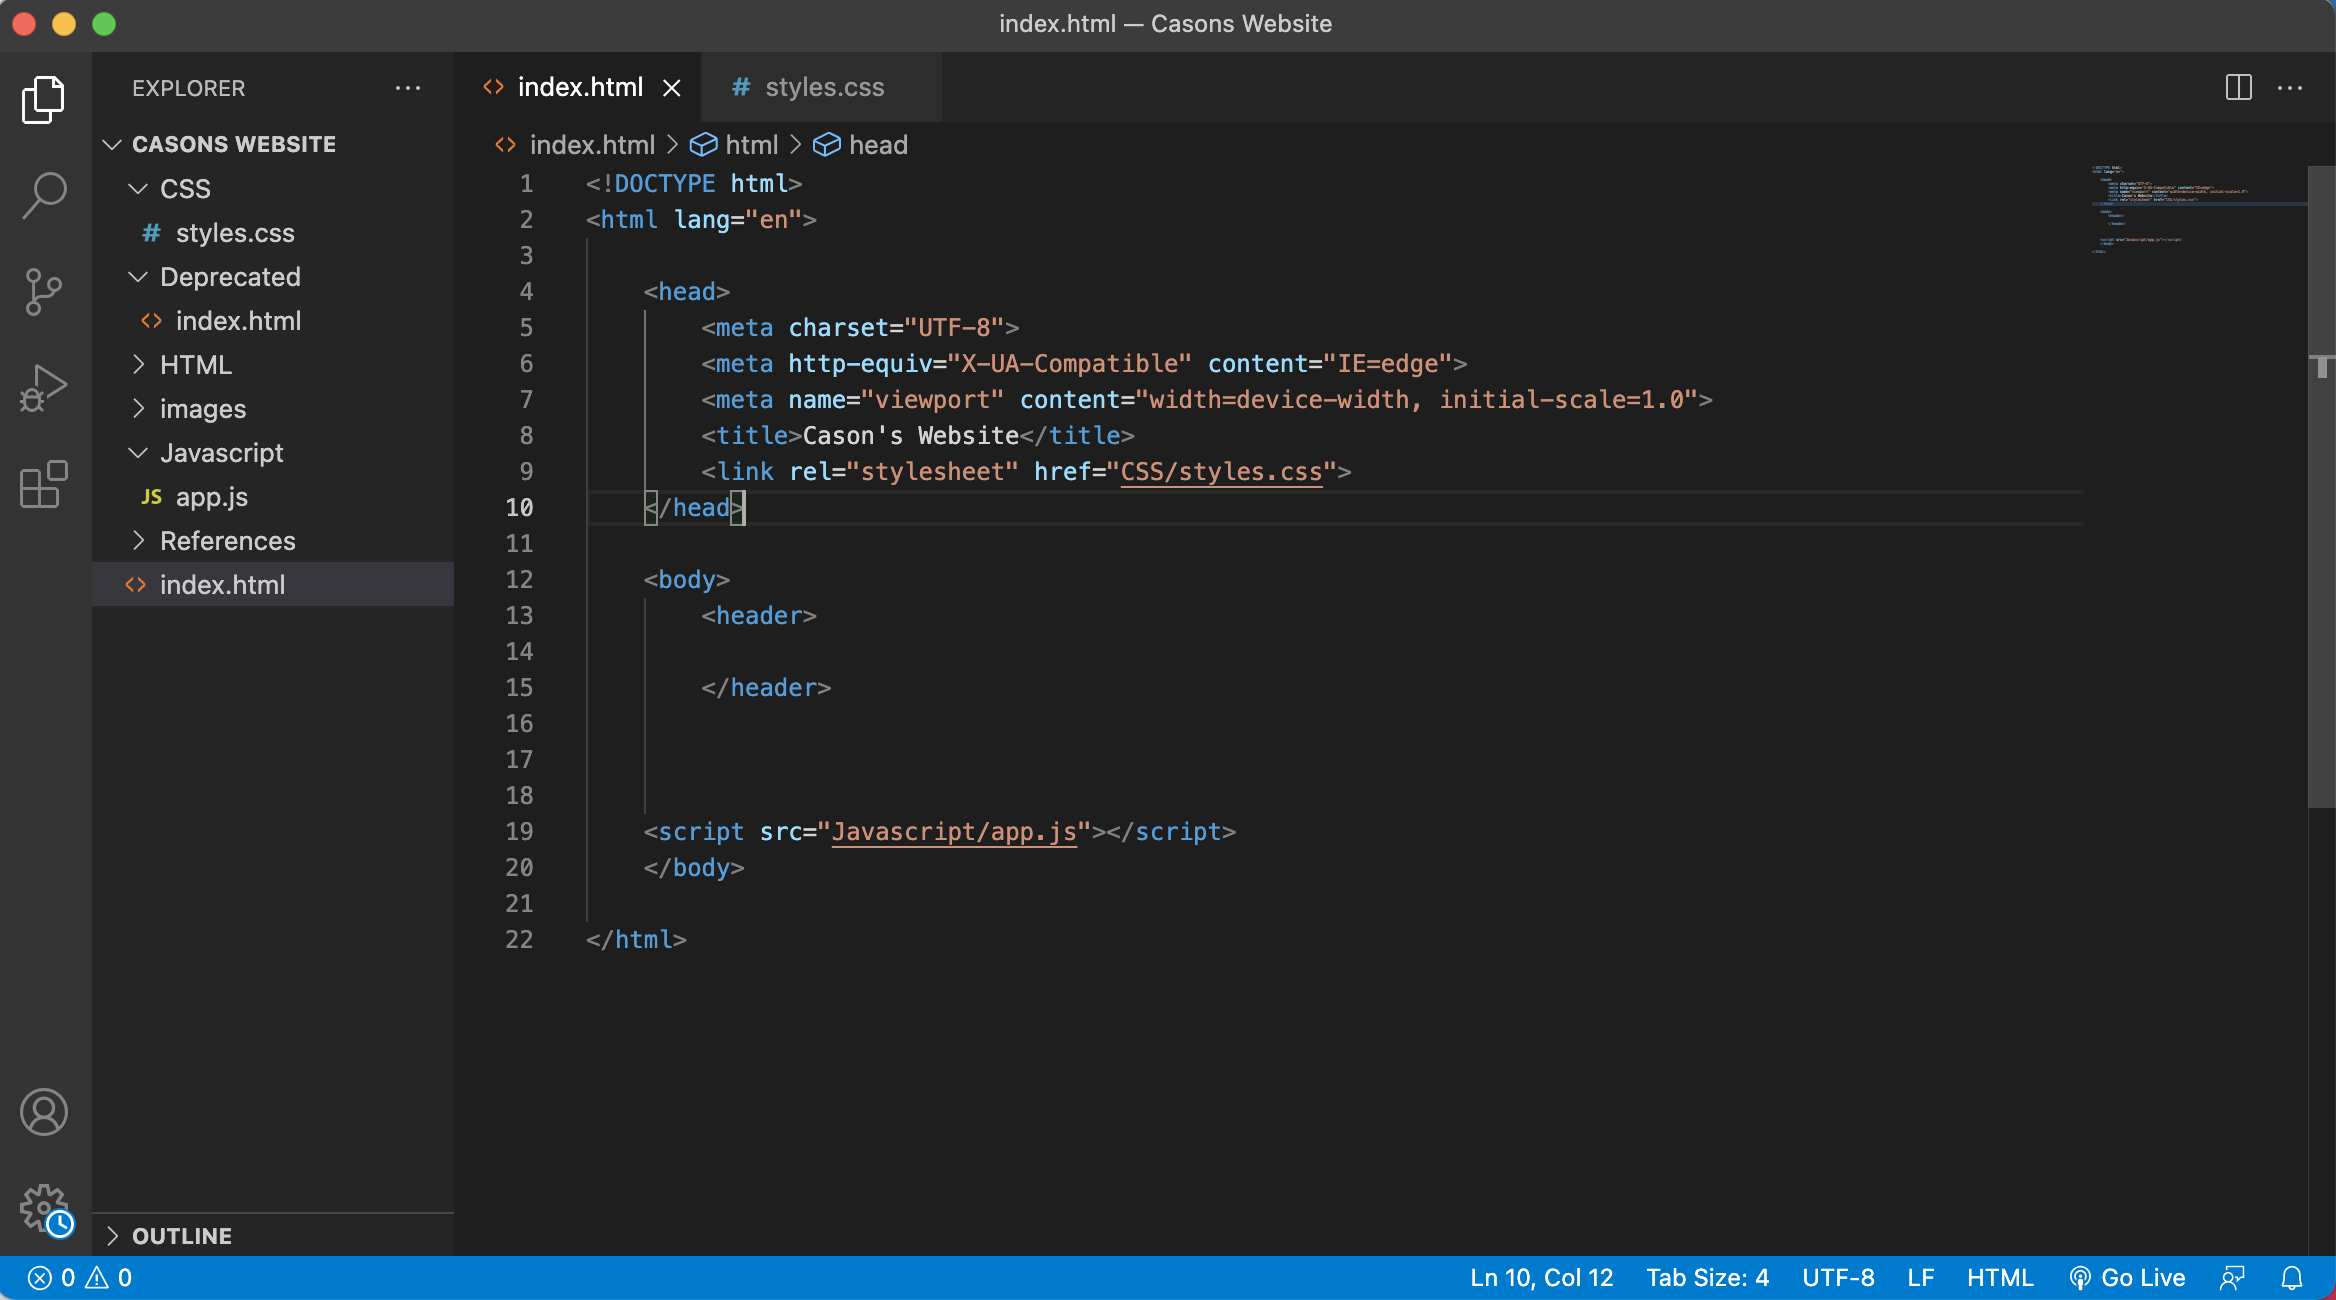 index.html — Casons Website
EXPLORER
CASONS WEBSITE
CSS
# styles.css
Deprecated
<> index.html
HTML
images
Javascript
JS app.js
References
<> index.html
OUTLINE
<> index.html
# styles.css
<> index.html > html > head
1 <!DOCTYPE html>
2 <html lang="en">
3
4 <head>
5 <meta charset="UTF-8">
6 <meta http-equiv="X-UA-Compatible" content="IE=edge">
7 <meta name="viewport" content="width=device-width, initial-scale=1.0">
8 <title>Cason's Website</title>
9 <link rel="stylesheet" href="CSS/styles.css">
10 </head>
11
12 <body>
13 <header>
14
15 </header>
16
17
18
19 <script src="Javascript/app.js"></script>
20 </body>
21
22 </html>
0 0
Ln 10, Col 12 Tab Size: 4 UTF-8 LF HTML Go Live